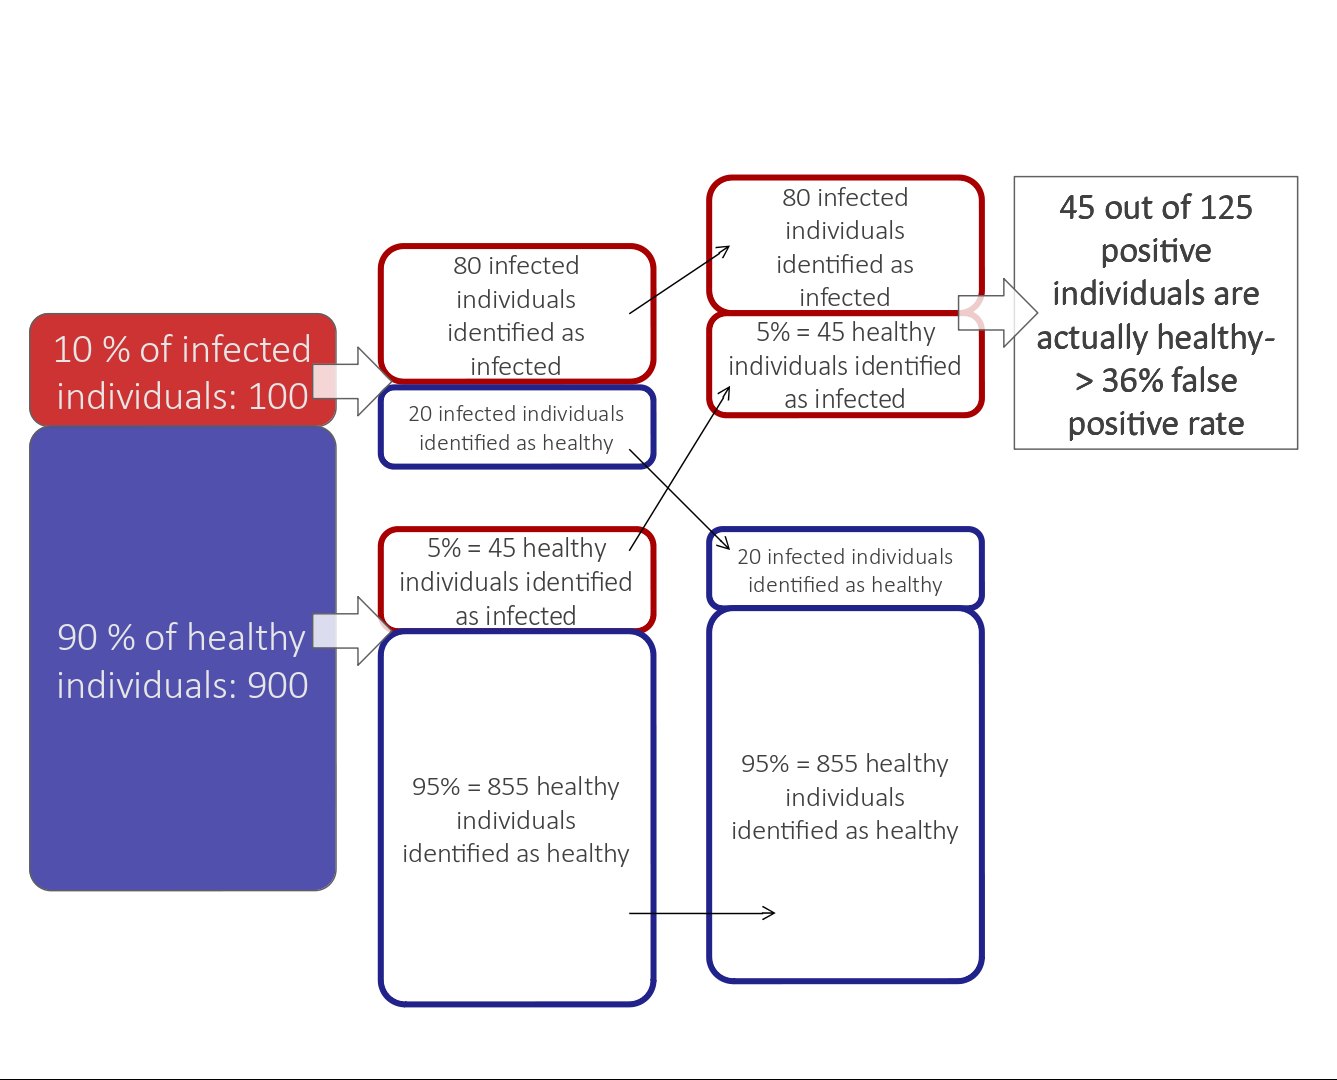 10 % of infected
individuals: 100
90 % of healthy
individuals: 900
80 infected
individuals
identified as
infected
20 infected individuals
identified as healthy
5% = 45 healthy
individuals identified
as infected
95% = 855 healthy
individuals
identified as healthy
80 infected
individuals
identified as
infected
5% = 45 healthy
individuals identified
as infected
20 infected individuals
identified as healthy
95% = 855 healthy
individuals
identified as healthy
45 out of 125
positive
individuals are
actually healthy-
> 36% false
positive rate